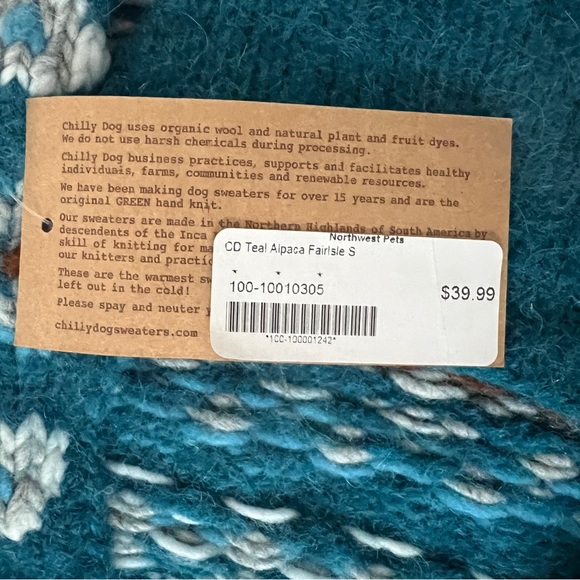 Chilly Dog uses organic wool and natural plant and fruit dyes.
We do not use harsh chemicals during processing.
Chilly Dog business practices, supports and facilitates healthy
individuals, farms, communities and renewable resources.
We have been making dog sweaters for over 15 years and are the
original GREEN hand knit.
Our sweaters are made in the Northern Highlands of South America by
descendents of the Inca
skill of knitting for
our knitters and
These are the warmest
left out in the cold!
Please spay and neuter
chillydogsweaters.com
Northwest Pets
CD Teal Alpaca FairIsle S
100-10010305
$39.99
*100-100001242*